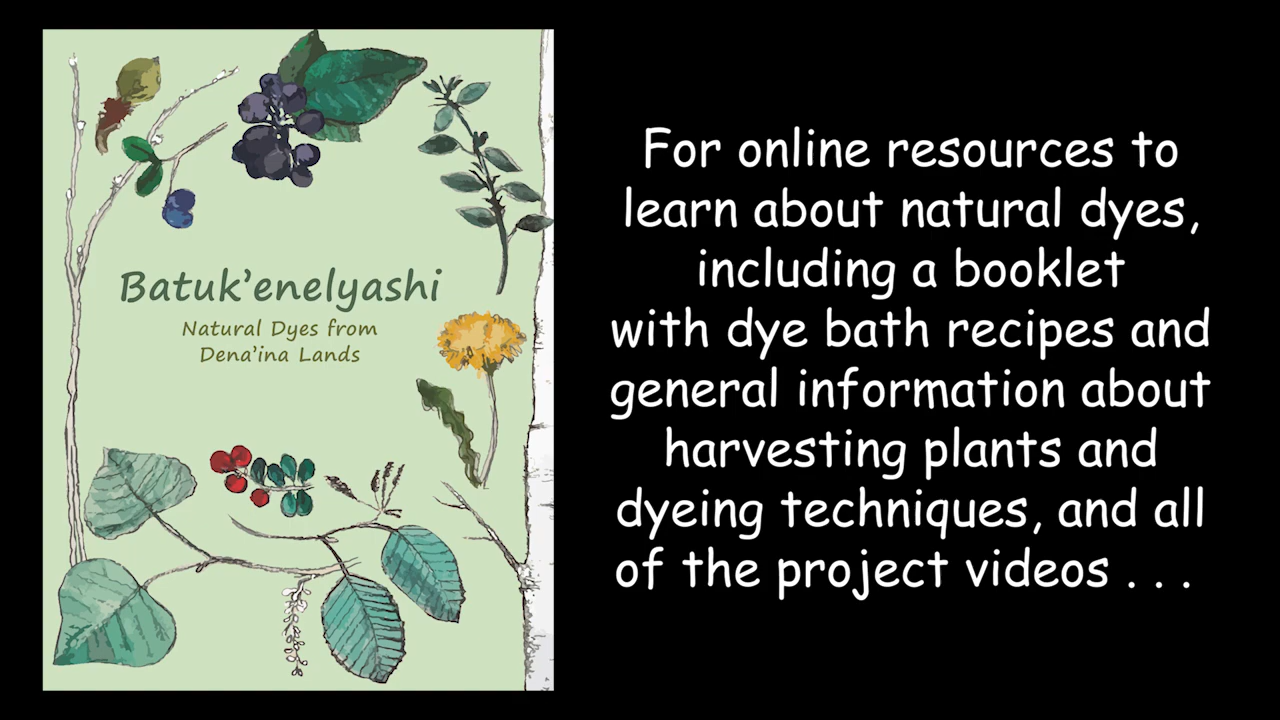 Batuk'enelyashi
Natural Dyes from
Dena'ina Lands
For online resources to
learn about natural dyes,
including a booklet
with dye bath recipes and
general information about
harvesting plants and
dyeing techniques, and all
of the project videos . . .